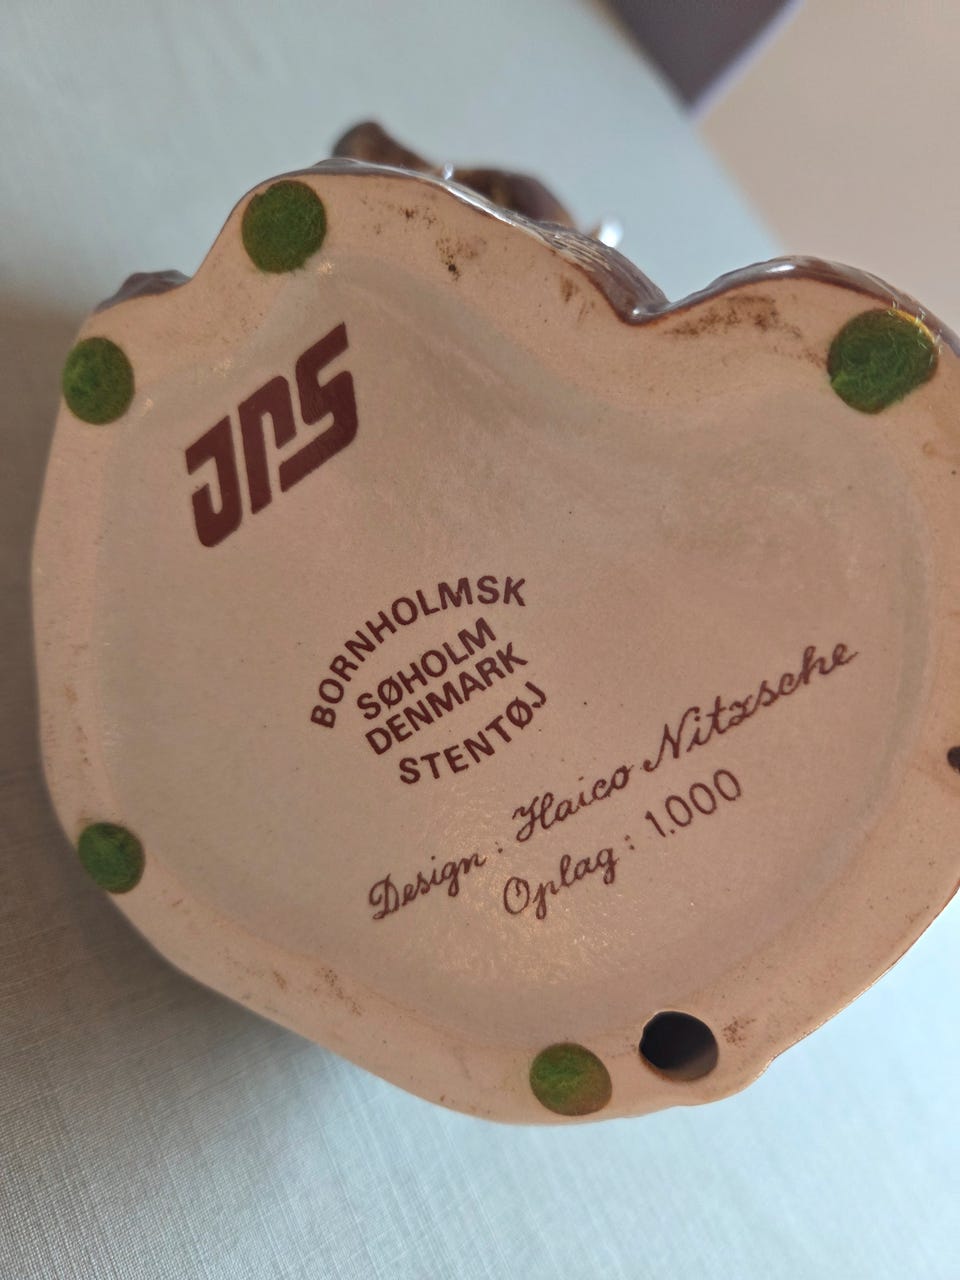 JPS
BORNHOLMSK
SØHOLM
DENMARK
STENTØJ
Design : Haico Nitzsche
Oplag : 1.000